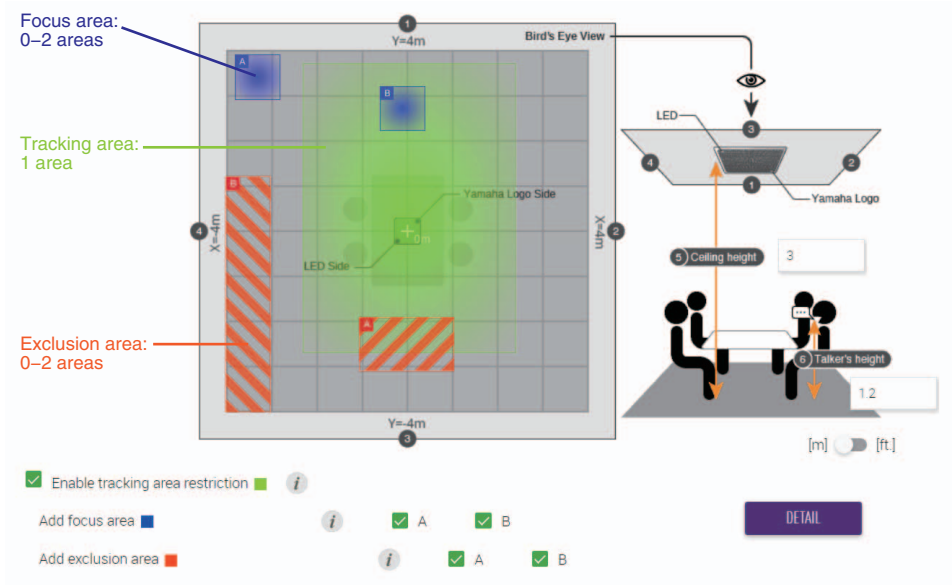 Focus area:
0–2 areas
Tracking area:
1 area
Exclusion area:
0–2 areas
1
Y=4m
A
B
B
Yamaha Logo Side
0 m
LED Side
A
4
X=-4m
X=4m
2
Y=-4m
3
Bird's Eye View
LED
3
4
2
1
Yamaha Logo
5 Ceiling height
3
6 Talker's height
1.2
[m] [ft.]
Enable tracking area restriction i
Add focus area i A B
Add exclusion area i A B
DETAIL